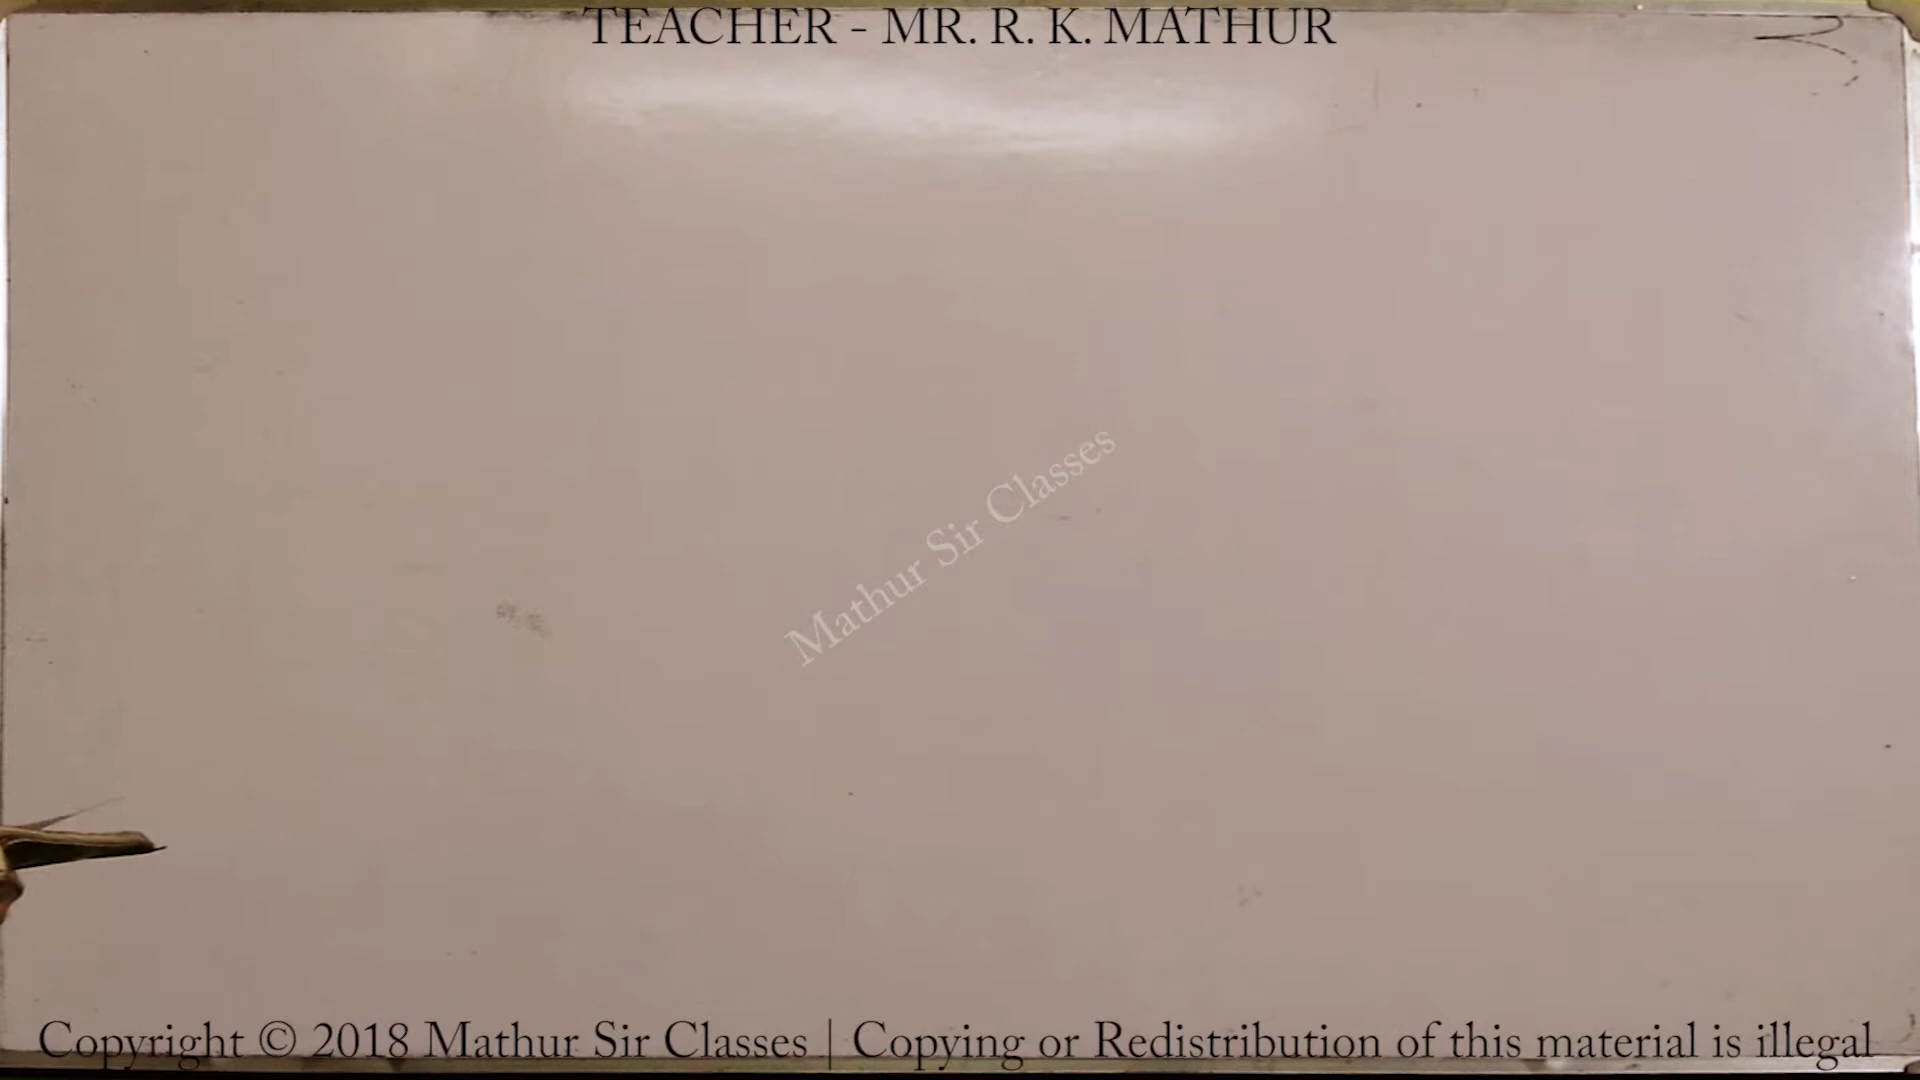 TEACHER - MR. R. K. MATHUR
Mathur Sir Classes
Copyright © 2018 Mathur Sir Classes | Copying or Redistribution of this material is illegal